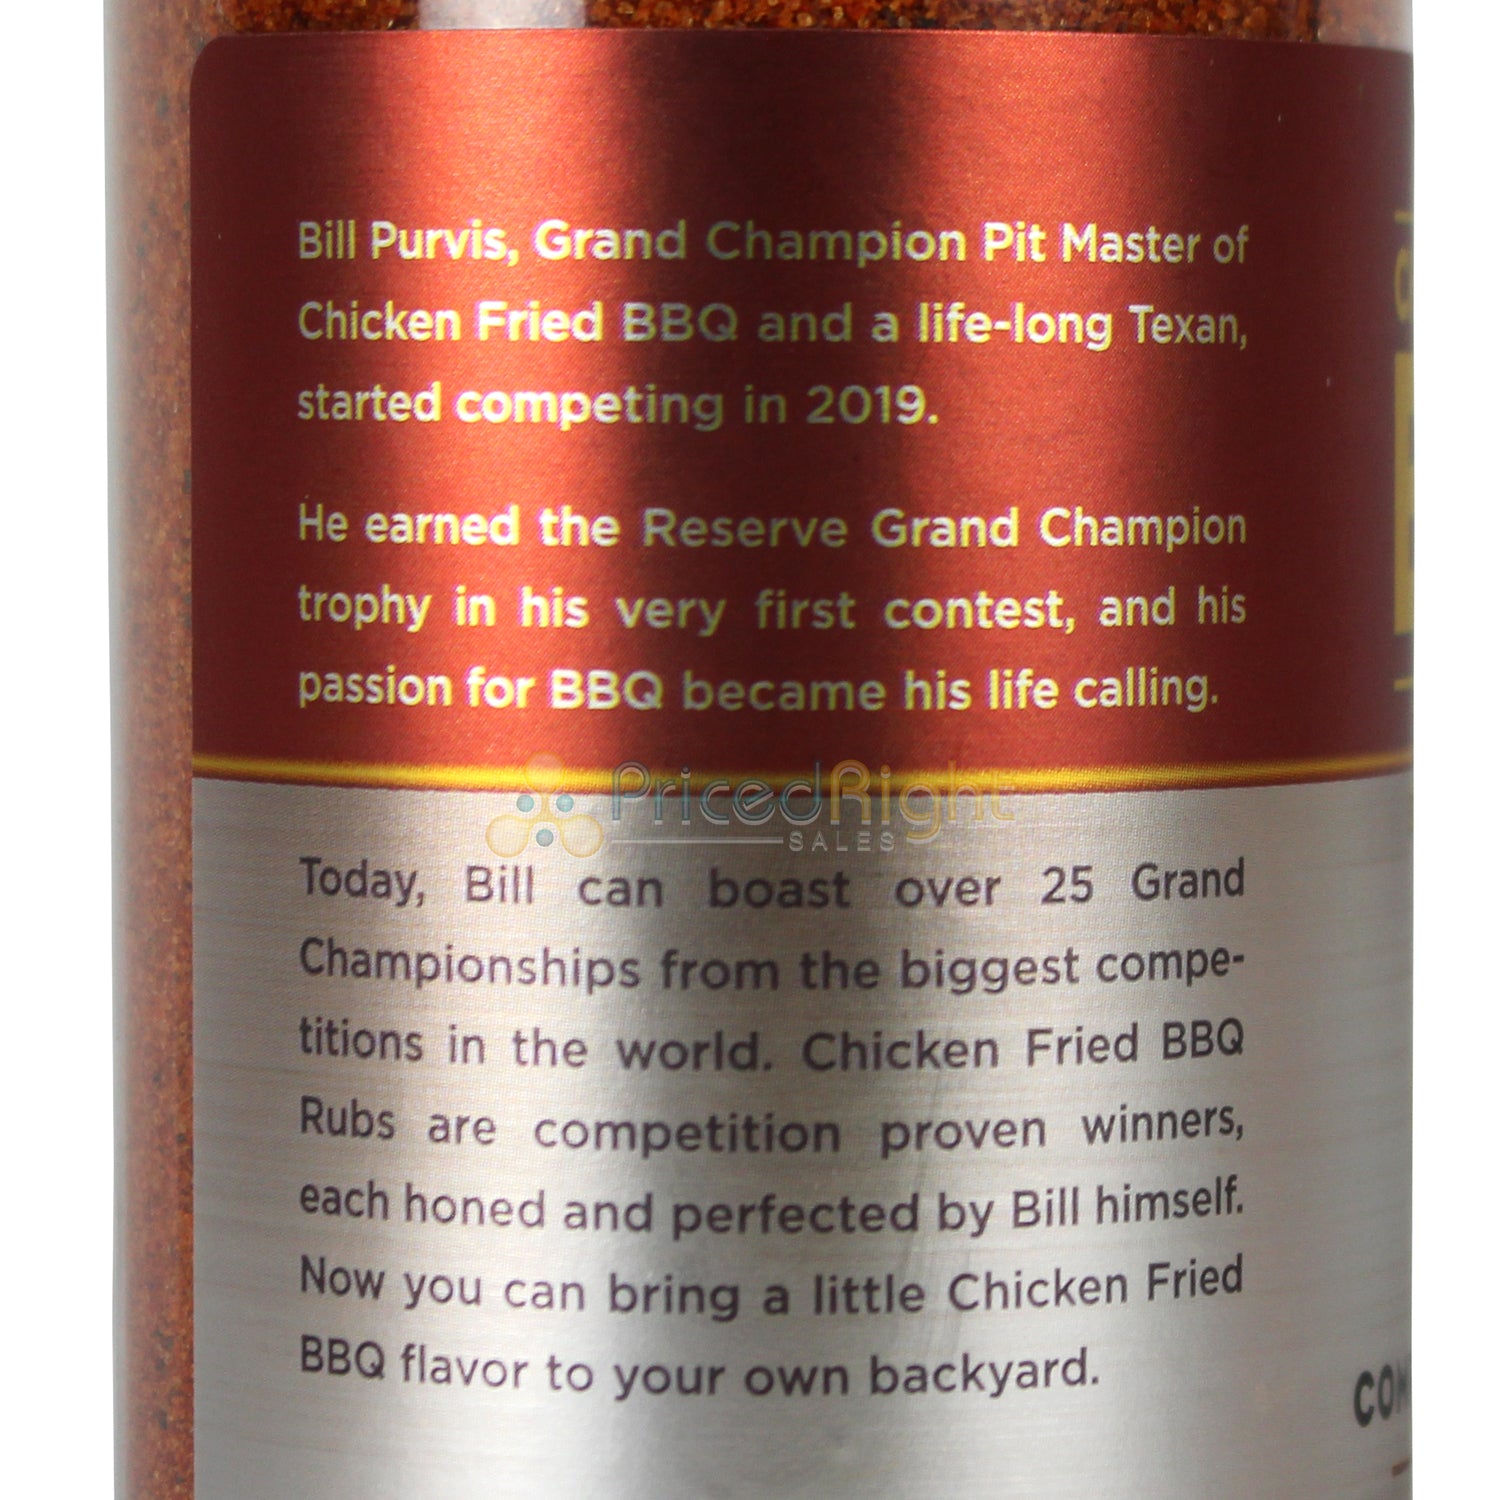 Bill Purvis, Grand Champion Pit Master of
Chicken Fried BBQ and a life-long Texan,
started competing in 2019.
He earned the Reserve Grand Champion
trophy in his very first contest, and his
passion for BBQ became his life calling.
PricedRight
SALES
Today, Bill can boast over 25 Grand
Championships from the biggest compe-
titions in the world. Chicken Fried BBQ
Rubs are competition proven winners,
each honed and perfected by Bill himself.
Now you can bring a little Chicken Fried
BBQ flavor to your own backyard.